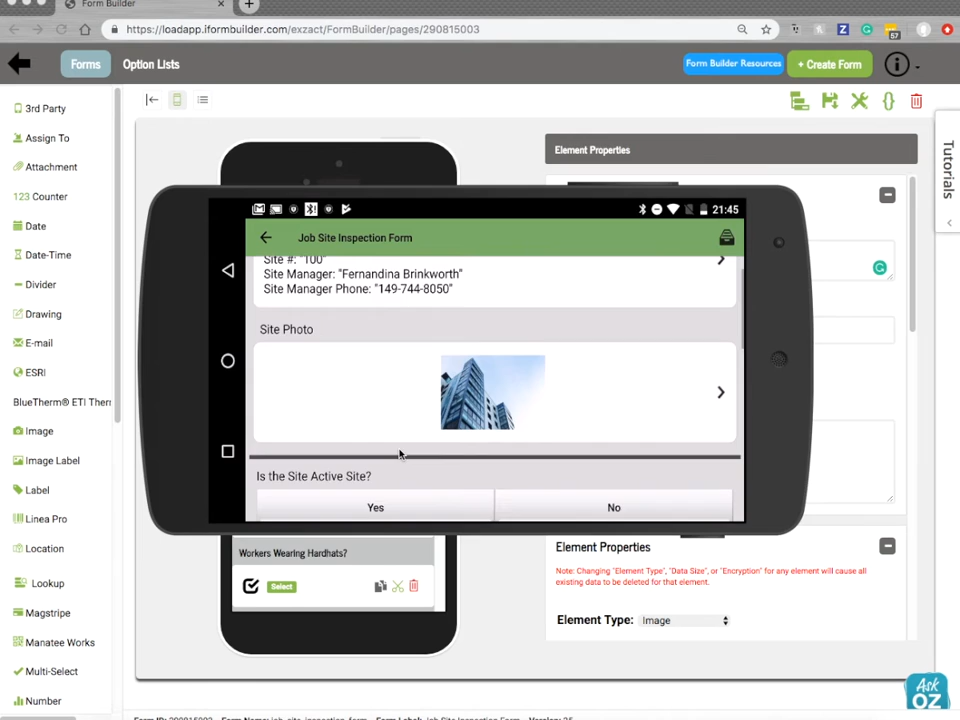 Form Builder
https://loadapp.iformbuilder.com/exzact/FormBuilder/pages/290815003
57
Forms
Option Lists
Form Builder Resources
+ Create Form
3rd Party
Assign To
Attachment
123 Counter
Date
Date-Time
Divider
Drawing
E-mail
ESRI
BlueTherm® ETI Therr
Image
Image Label
Label
Linea Pro
Location
Lookup
Magstripe
Manatee Works
Multi-Select
Number
Element Properties
Tutorials
21:45
Job Site Inspection Form
Site #: "100"
Site Manager: "Fernandina Brinkworth"
Site Manager Phone: "149-744-8050"
Site Photo
Is the Site Active Site?
Yes
No
Workers Wearing Hardhats?
Select
Element Properties
Note: Changing "Element Type", "Data Size", or "Encryption" for any element will cause all
existing data to be deleted for that element.
Element Type: Image
Ask
OZ